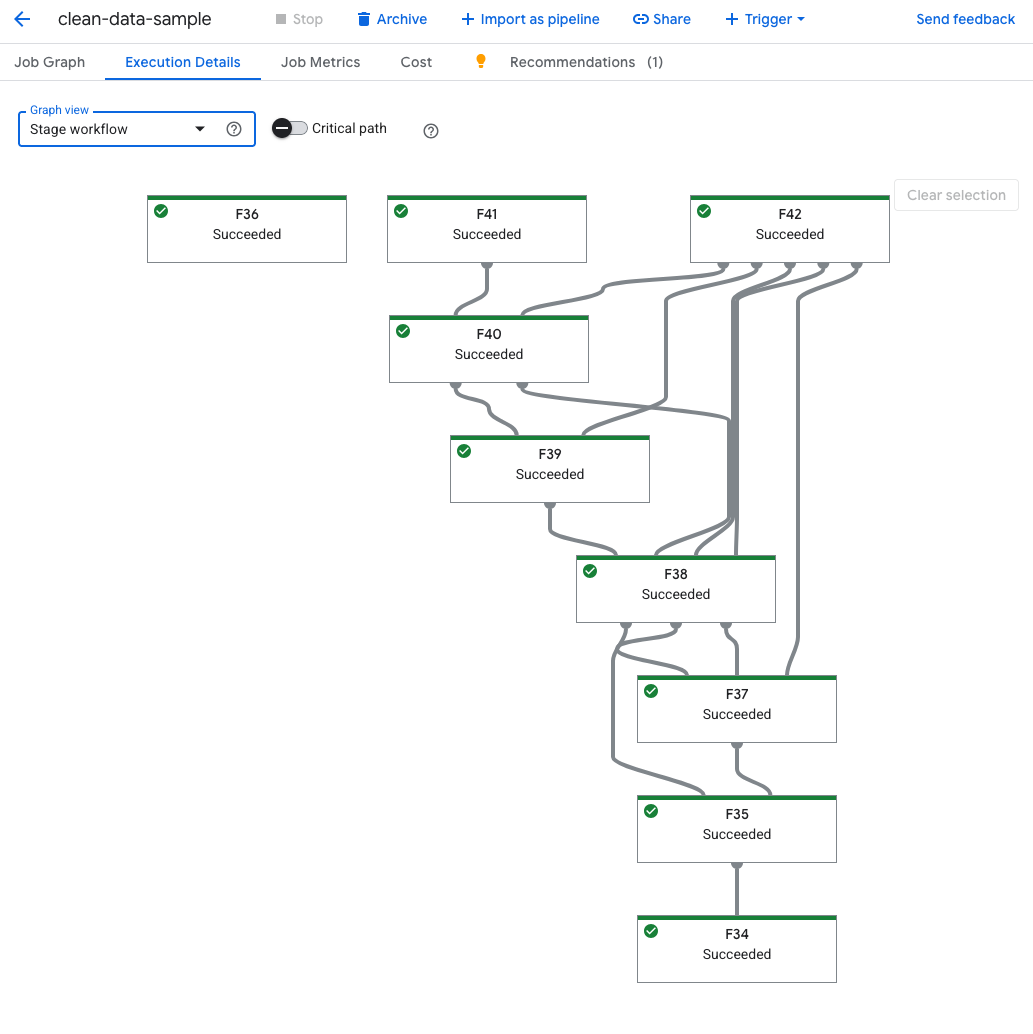 clean-data-sample
Stop
Archive
Import as pipeline
Share
Trigger
Send feedback
Job Graph
Execution Details
Job Metrics
Cost
Recommendations (1)
Graph view
Stage workflow
Critical path
Clear selection
F36
Succeeded
F41
Succeeded
F42
Succeeded
F40
Succeeded
F39
Succeeded
F38
Succeeded
F37
Succeeded
F35
Succeeded
F34
Succeeded